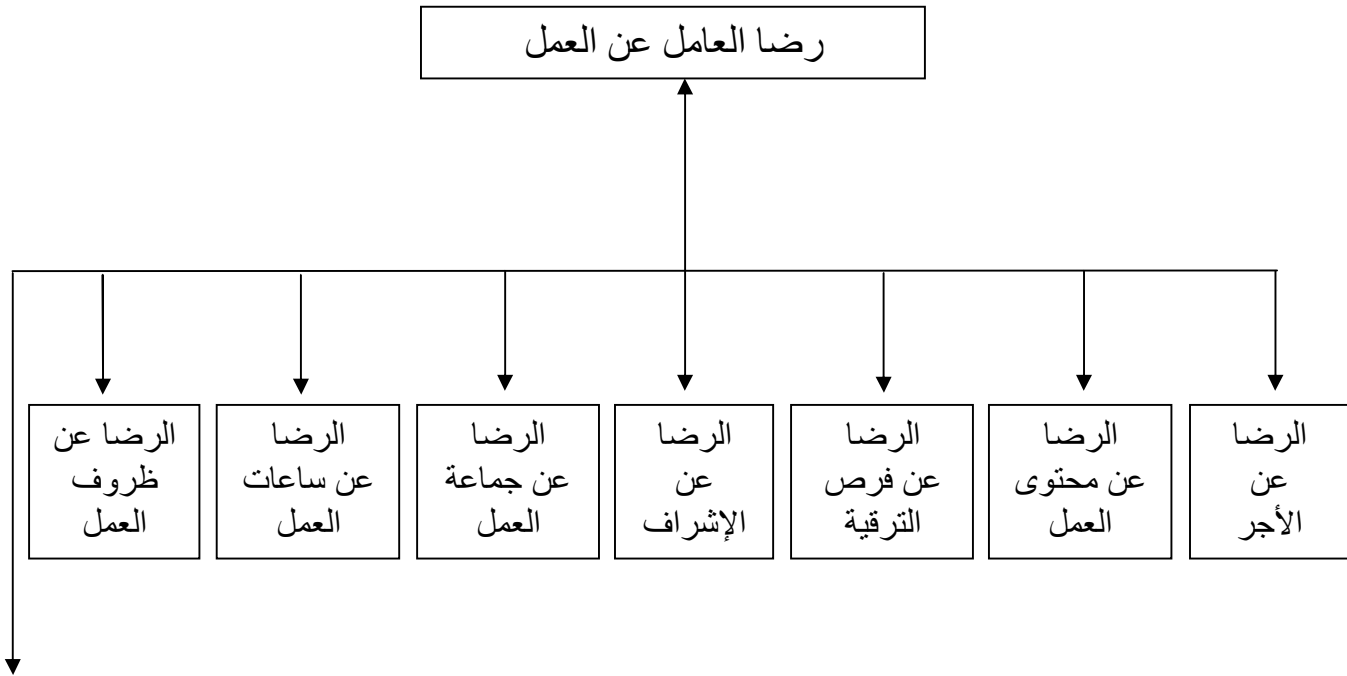 رضا العامل عن العمل
الرضا
عن
الأجر
الرضا
عن محتوى
العمل
الرضا
عن فرص
الترقية
الرضا
عن
الإشراف
الرضا
عن جماعة
العمل
الرضا
عن ساعات
العمل
الرضا عن
ظروف
العمل